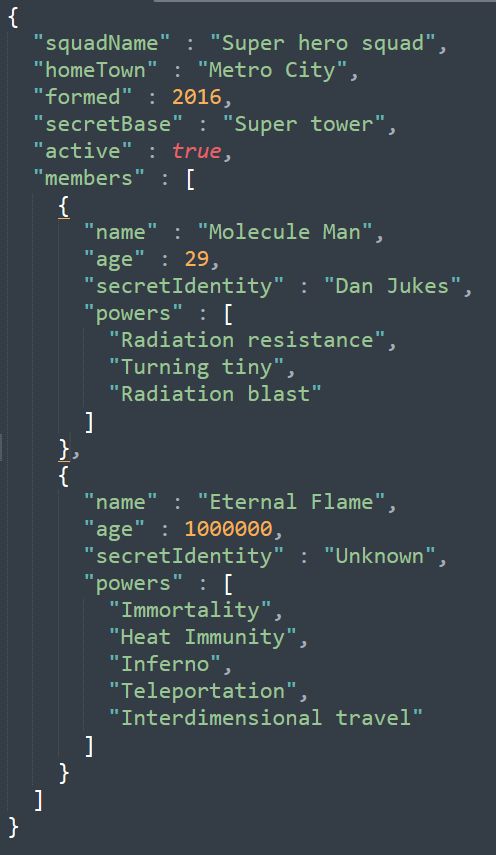 {
  "squadName" : "Super hero squad",
  "homeTown" : "Metro City",
  "formed" : 2016,
  "secretBase" : "Super tower",
  "active" : true,
  "members" : [
    {
      "name" : "Molecule Man",
      "age" : 29,
      "secretIdentity" : "Dan Jukes",
      "powers" : [
        "Radiation resistance",
        "Turning tiny",
        "Radiation blast"
      ]
    },
    {
      "name" : "Eternal Flame",
      "age" : 1000000,
      "secretIdentity" : "Unknown",
      "powers" : [
        "Immortality",
        "Heat Immunity",
        "Inferno",
        "Teleportation",
        "Interdimensional travel"
      ]
    }
  ]
}